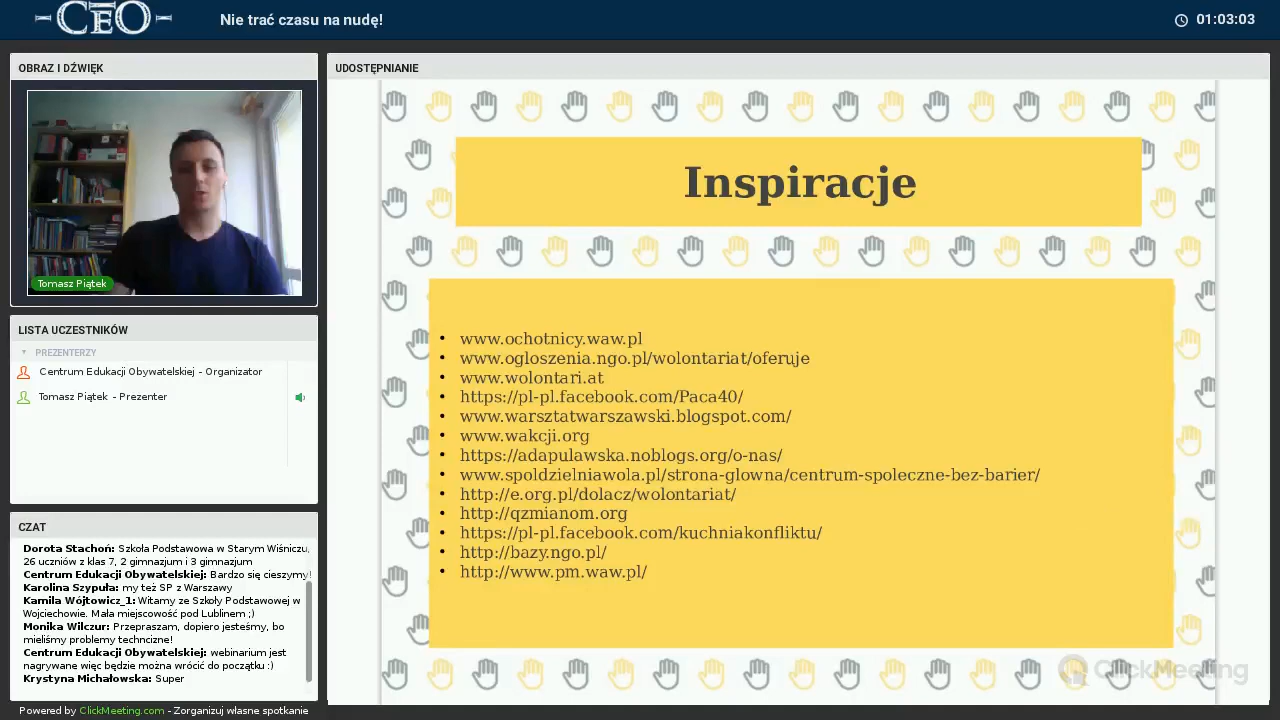 CEO
Nie trać czasu na nudę!
01:03:03
OBRAZ I DŹWIĘK
Tomasz Piątek
LISTA UCZESTNIKÓW
PREZENTERZY
Centrum Edukacji Obywatelskiej - Organizator
Tomasz Piątek - Prezenter
CZAT
Dorota Stachoń: Szkoła Podstawowa w Starym Wiśniczu,
26 uczniów z klas 7, 2 gimnazjum i 3 gimnazjum
Centrum Edukacji Obywatelskiej: Bardzo się cieszymy!
Karolina Szypuła: my też SP z Warszawy
Kamila Wójtowicz_1: Witamy ze Szkoły Podstawowej w
Wojciechowie. Mała miejscowość pod Lublinem ;)
Monika Wilczur: Przepraszam, dopiero jesteśmy, bo
mieliśmy problemy techniczne!
Centrum Edukacji Obywatelskiej: webinarium jest
nagrywane więc będzie można wrócić do początku :)
Krystyna Michałowska: Super
Powered by ClickMeeting.com - Zorganizuj własne spotkanie
UDOSTĘPNIANIE
Inspiracje
• www.ochotnicy.waw.pl
• www.ogloszenia.ngo.pl/wolontariat/oferuje
• www.wolontari.at
• https://pl-pl.facebook.com/Paca40/
• www.warsztatwarszawski.blogspot.com/
• www.wakcji.org
• https://adapulawska.noblogs.org/o-nas/
• www.spoldzielniawola.pl/strona-glowna/centrum-spoleczne-bez-barier/
• http://e.org.pl/dolacz/wolontariat/
• http://qzmianom.org
• https://pl-pl.facebook.com/kuchniakonfliktu/
• http://bazy.ngo.pl/
• http://www.pm.waw.pl/
ClickMeeting